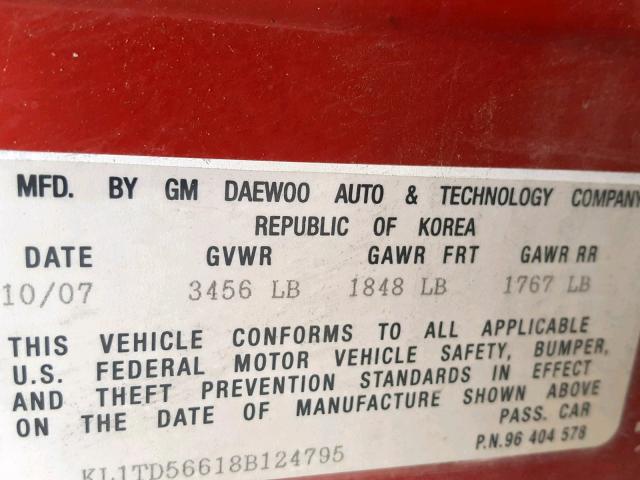 MFD. BY GM DAEWOO AUTO & TECHNOLOGY COMPANY
REPUBLIC OF KOREA
DATE GVWR GAWR FRT GAWR RR
10/07 3456 LB 1848 LB 1767 LB
THIS VEHICLE CONFORMS TO ALL APPLICABLE
U.S. FEDERAL MOTOR VEHICLE SAFETY, BUMPER,
AND THEFT PREVENTION STANDARDS IN EFFECT
ON THE DATE OF MANUFACTURE SHOWN ABOVE
PASS. CAR
P.N.96 404 578
KL1TD56618B124795